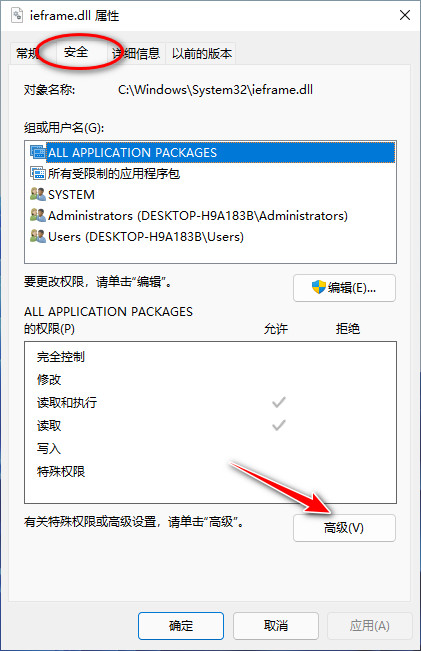 ieframe.dll 属性
常规 安全 详细信息 以前的版本
对象名称: C:\Windows\System32\ieframe.dll
组或用户名(G):
ALL APPLICATION PACKAGES
所有受限制的应用程序包
SYSTEM
Administrators (DESKTOP-H9A183B\Administrators)
Users (DESKTOP-H9A183B\Users)
要更改权限，请单击“编辑”。
编辑(E)...
ALL APPLICATION PACKAGES
的权限(P) 允许 拒绝
完全控制
修改
读取和执行
读取
写入
特殊权限
有关特殊权限或高级设置，请单击“高级”。
高级(V)
确定 取消 应用(A)